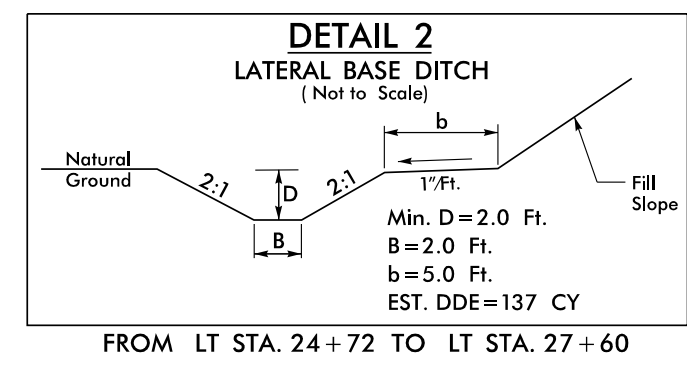 DETAIL 2
LATERAL BASE DITCH
( Not to Scale)
b
Natural
Ground
2:1
D
2:1
1"/Ft.
Fill
Slope
B
Min. D=2.0 Ft.
B=2.0 Ft.
b=5.0 Ft.
EST. DDE=137 CY
FROM LT STA. 24+72 TO LT STA. 27+60